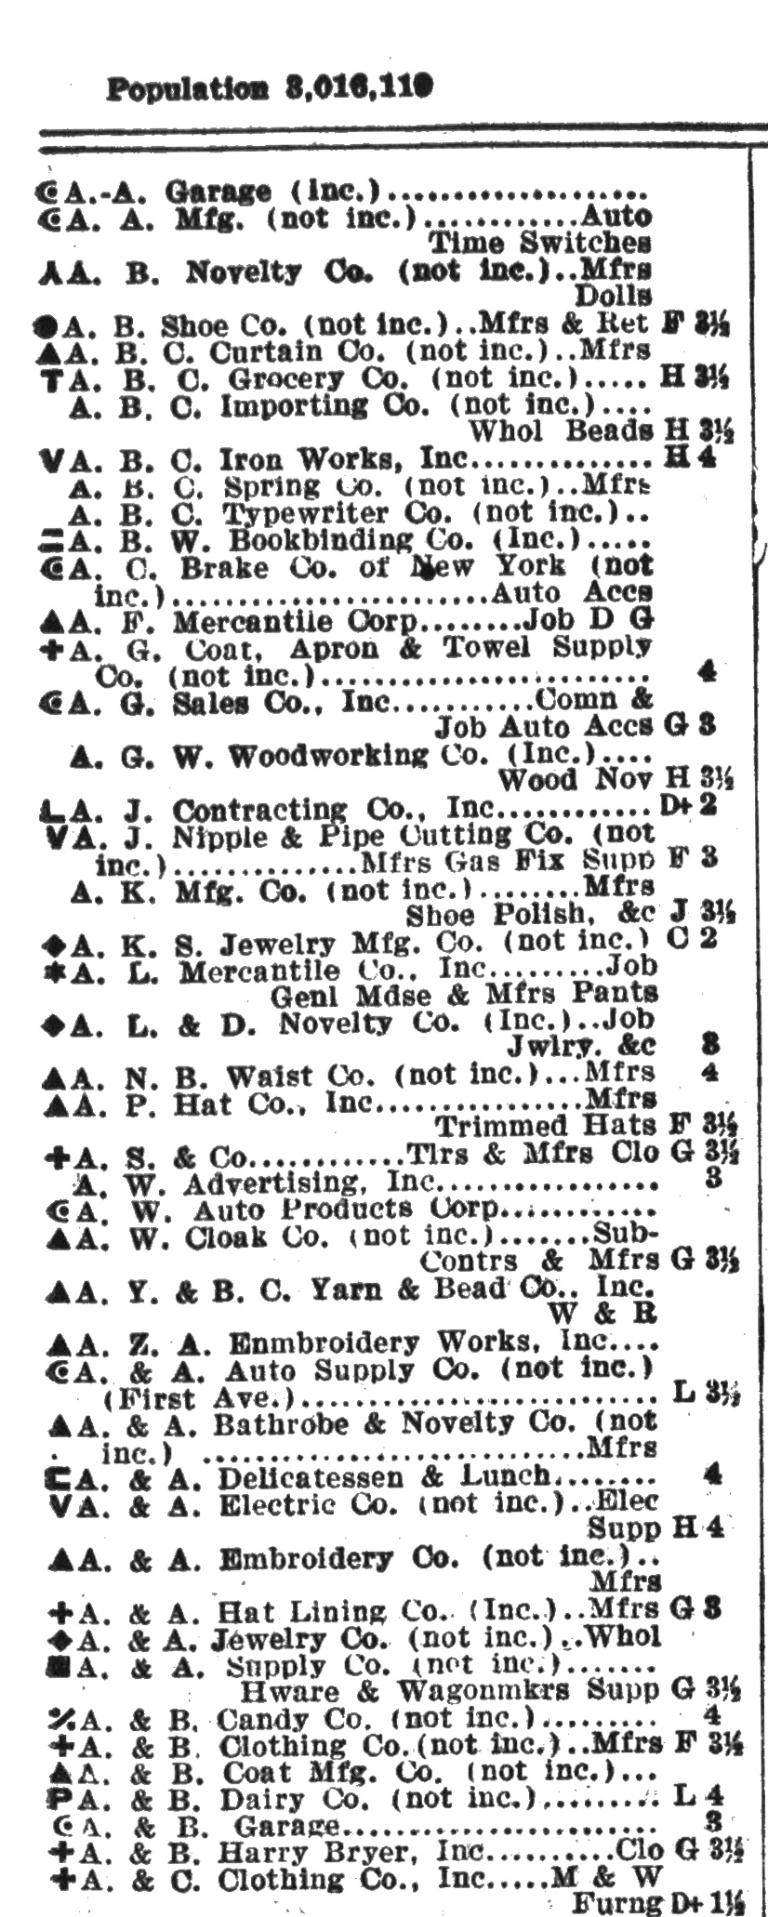 Population 3,016,110
☪ A.-A. Garage (Inc.)....................
☪ A. A. Mfg. (not inc.)............Auto
Time Switches
▲A. B. Novelty Co. (not inc.)..Mfrs
Dolls
●A. B. Shoe Co. (not inc.)..Mfrs & Ret F 3½
▲A. B. C. Curtain Co. (not inc.)..Mfrs
TA. B. C. Grocery Co. (not inc.)..... H 3½
A. B. C. Importing Co. (not inc.)....
Whol Beads H 3½
VA. B. C. Iron Works, Inc.............. H 4
A. B. C. Spring Co. (not inc.)..Mfrs
A. B. C. Typewriter Co. (not inc.)..
=A. B. W. Bookbinding Co. (Inc.).....
☪A. C. Brake Co. of New York (not
inc.)........................Auto Accs
▲A. F. Mercantile Corp........Job D G
+A. G. Coat, Apron & Towel Supply
Co. (not inc.)......................... 4
☪A. G. Sales Co., Inc...........Comn &
Job Auto Accs G 3
A. G. W. Woodworking Co. (Inc.)....
Wood Nov H 3½
LA. J. Contracting Co., Inc............ D+ 2
VA. J. Nipple & Pipe Cutting Co. (not
inc.)..............Mfrs Gas Fix Supp F 3
A. K. Mfg. Co. (not inc.)........Mfrs
Shoe Polish, &c J 3½
◆A. K. S. Jewelry Mfg. Co. (not inc.) C 2
*A. L. Mercantile Co., Inc.........Job
Genl Mdse & Mfrs Pants
◆A. L. & D. Novelty Co. (Inc.)..Job
Jwlry, &c 3
▲A. N. B. Waist Co. (not inc.)...Mfrs 4
▲A. P. Hat Co., Inc................Mfrs
Trimmed Hats F 3½
+A. S. & Co............Tlrs & Mfrs Clo G 3½
A. W. Advertising, Inc................. 3
☪A. W. Auto Products Corp............
▲A. W. Cloak Co. (not inc.).......Sub-
Contrs & Mfrs G 3½
▲A. Y. & B. C. Yarn & Bead Co., Inc.
W & R
▲A. Z. A. Enmbroidery Works, Inc....
☪A. & A. Auto Supply Co. (not inc.)
(First Ave.)........................... L 3½
▲A. & A. Bathrobe & Novelty Co. (not
inc.) .............................Mfrs
⊏A. & A. Delicatessen & Lunch........ 4
VA. & A. Electric Co. (not inc.)..Elec
Supp H 4
▲A. & A. Embroidery Co. (not inc.)..
Mfrs
+A. & A. Hat Lining Co. (Inc.)..Mfrs G 3
◆A. & A. Jewelry Co. (not inc.)..Whol
■A. & A. Supply Co. (not inc.).......
Hware & Wagonmkrs Supp G 3½
%A. & B. Candy Co. (not inc.)......... 4
+A. & B. Clothing Co.(not inc.)..Mfrs F 3½
▲A. & B. Coat Mfg. Co. (not inc.)...
PA. & B. Dairy Co. (not inc.)......... L 4
☪A. & B. Garage........................ 3
+A. & B. Harry Bryer, Inc..........Clo G 3½
+A. & C. Clothing Co., Inc.....M & W
Furng D+ 1½